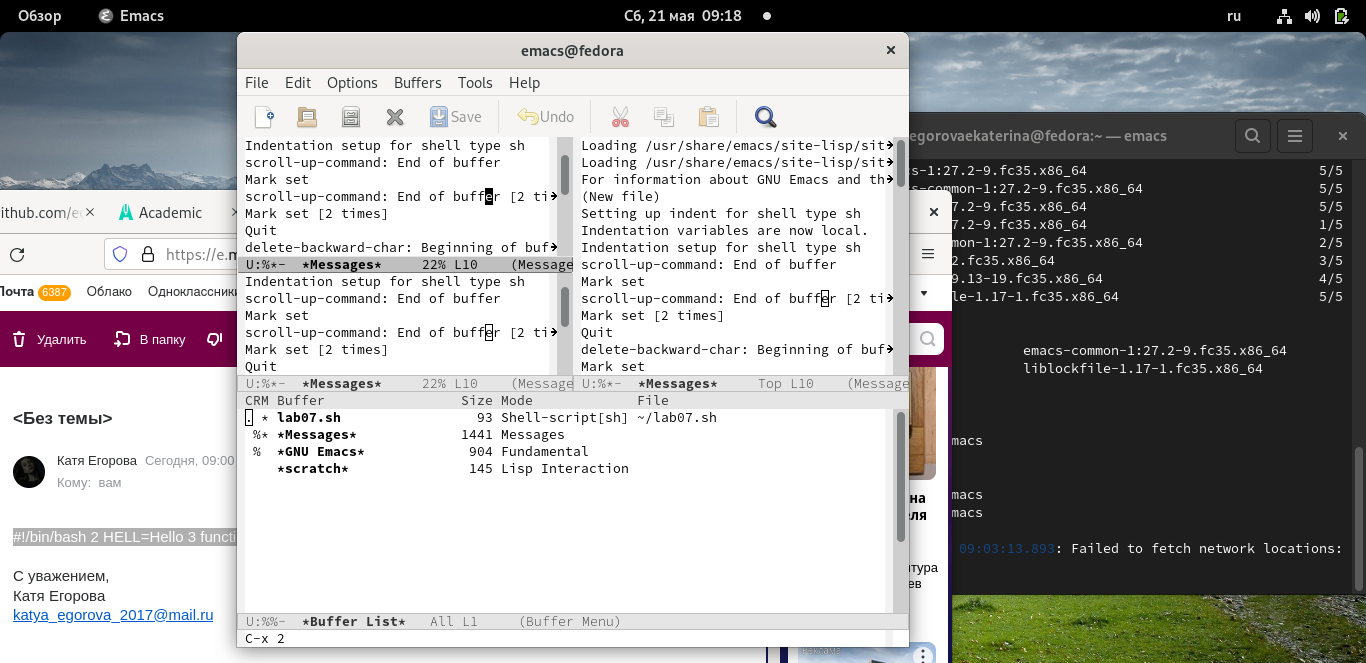 Обзор Emacs Сб, 21 мая 09:18 ru
emacs@fedora
File Edit Options Buffers Tools Help
Save Undo
Indentation setup for shell type sh
scroll-up-command: End of buffer
Mark set
scroll-up-command: End of buffer [2 ti
Mark set [2 times]
Quit
delete-backward-char: Beginning of buf
U:%*- *Messages* 22% L10 (Message
Indentation setup for shell type sh
scroll-up-command: End of buffer
Mark set
scroll-up-command: End of buffer [2 ti
Mark set [2 times]
Quit
U:%*- *Messages* 22% L10 (Message
Loading /usr/share/emacs/site-lisp/sit
Loading /usr/share/emacs/site-lisp/sit
For information about GNU Emacs and th
(New file)
Setting up indent for shell type sh
Indentation variables are now local.
Indentation setup for shell type sh
scroll-up-command: End of buffer
Mark set
scroll-up-command: End of buffer [2 ti
Mark set [2 times]
Quit
delete-backward-char: Beginning of buf
Mark set
U:%*- *Messages* Top L10 (Message
CRM Buffer Size Mode File
. * lab07.sh 93 Shell-script[sh] ~/lab07.sh
%* *Messages* 1441 Messages
% *GNU Emacs* 904 Fundamental
*scratch* 145 Lisp Interaction
U:%%- *Buffer List* All L1 (Buffer Menu)
C-x 2
egorovaekaterina@fedora:~ — emacs
cs-1:27.2-9.fc35.x86_64 5/5
s-common-1:27.2-9.fc35.x86_64 5/5
7.2-9.fc35.x86_64 5/5
7.2-9.fc35.x86_64 1/5
mon-1:27.2-9.fc35.x86_64 2/5
2.fc35.x86_64 3/5
9.13-19.fc35.x86_64 4/5
le-1.17-1.fc35.x86_64 5/5
emacs-common-1:27.2-9.fc35.x86_64
liblockfile-1.17-1.fc35.x86_64
macs
macs
macs
09:03:13.893: Failed to fetch network locations:
ithub.com/e Academic
https://e.m
Почта 6387 Облако Одноклассники
Удалить В папку
<Без темы>
Катя Егорова Сегодня, 09:00
Кому: вам
#!/bin/bash 2 HELL=Hello 3 functi
С уважением,
Катя Егорова
katya_egorova_2017@mail.ru
на
еля
тура
ев
Реклама